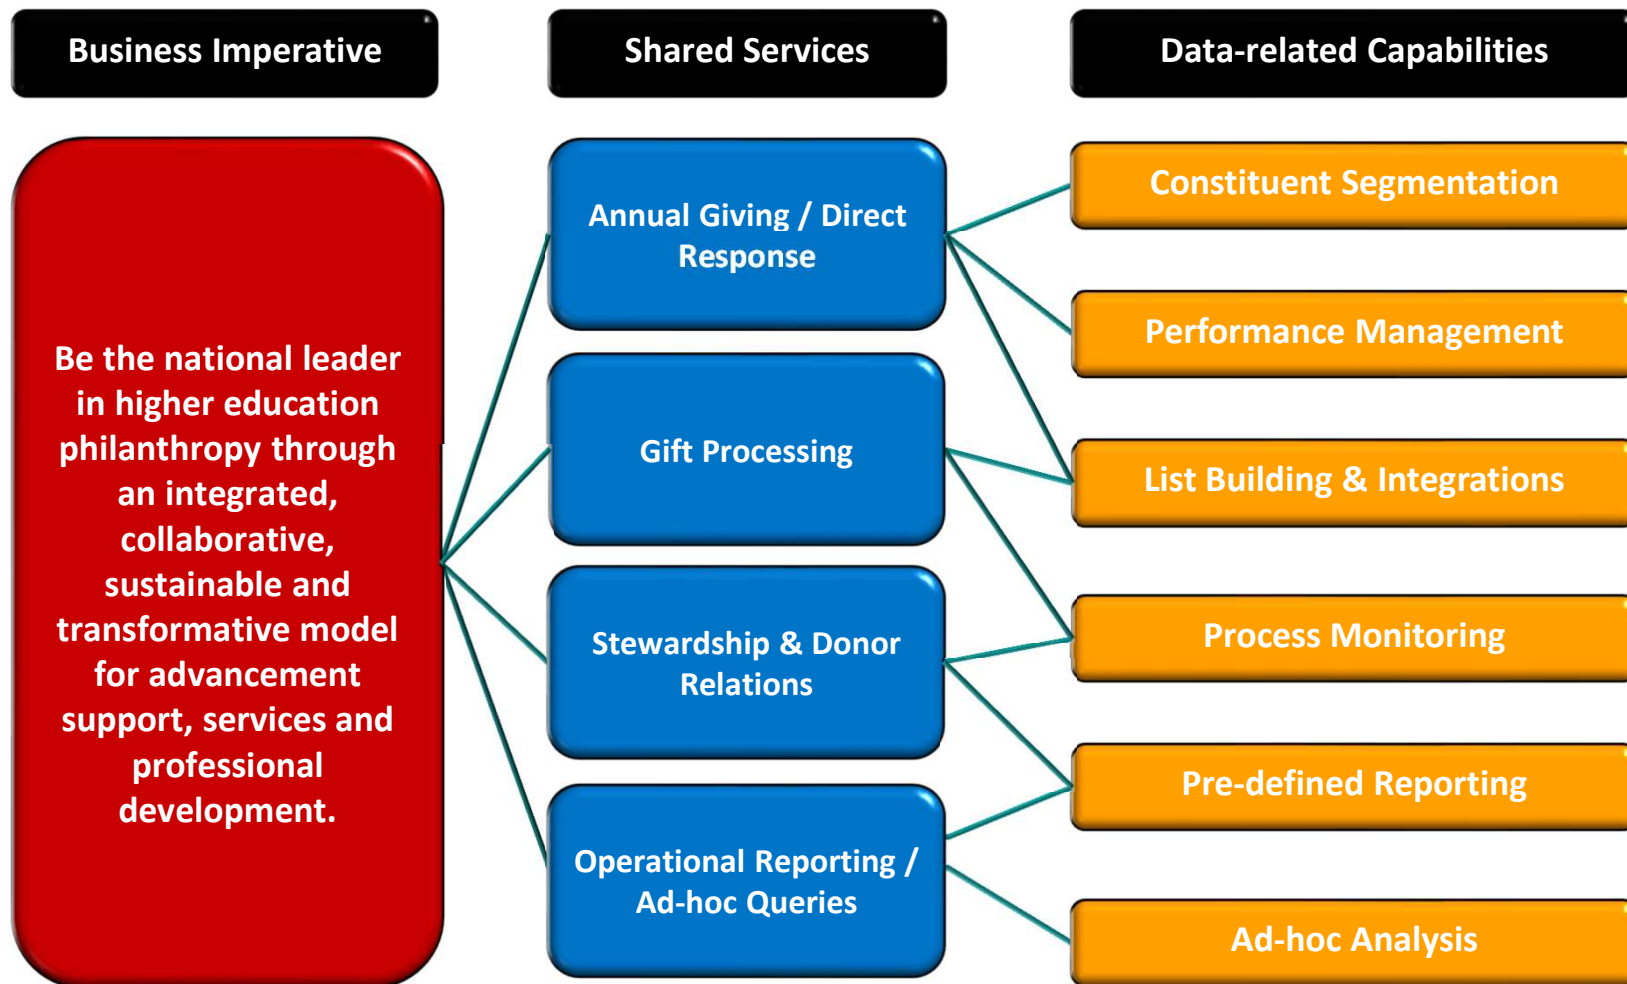 Business Imperative
Shared Services
Data-related Capabilities
Be the national leader
in higher education
philanthropy through
an integrated,
collaborative,
sustainable and
transformative model
for advancement
support, services and
professional
development.
Annual Giving / Direct
Response
Gift Processing
Stewardship & Donor
Relations
Operational Reporting /
Ad-hoc Queries
Constituent Segmentation
Performance Management
List Building & Integrations
Process Monitoring
Pre-defined Reporting
Ad-hoc Analysis